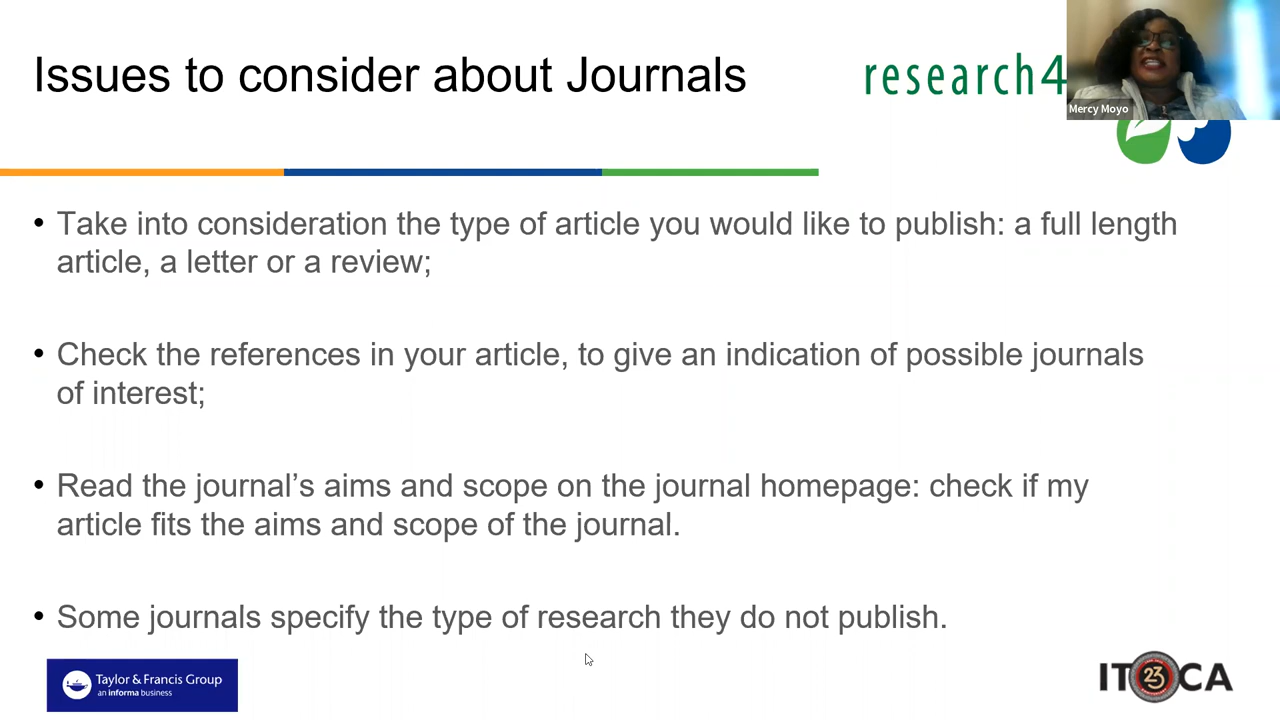 Issues to consider about Journals
research4
Mercy Moyo
• Take into consideration the type of article you would like to publish: a full length
article, a letter or a review;
• Check the references in your article, to give an indication of possible journals
of interest;
• Read the journal’s aims and scope on the journal homepage: check if my
article fits the aims and scope of the journal.
• Some journals specify the type of research they do not publish.
Taylor & Francis Group
an informa business
ITOCA
23